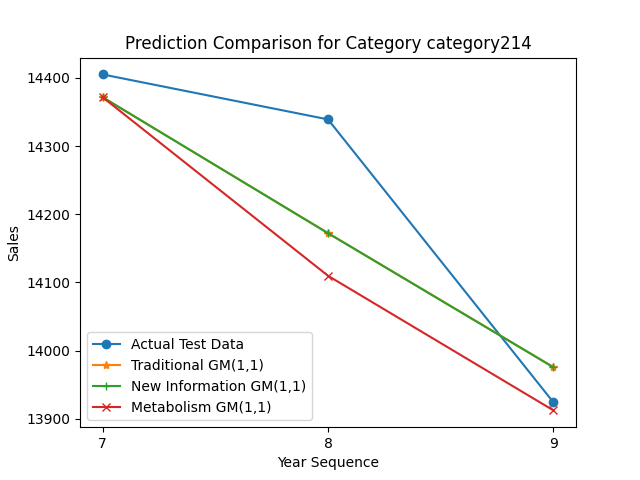 Prediction Comparison for Category category214
Sales
14400
14300
14200
14100
14000
13900
Actual Test Data
Traditional GM(1,1)
New Information GM(1,1)
Metabolism GM(1,1)
7
8
9
Year Sequence